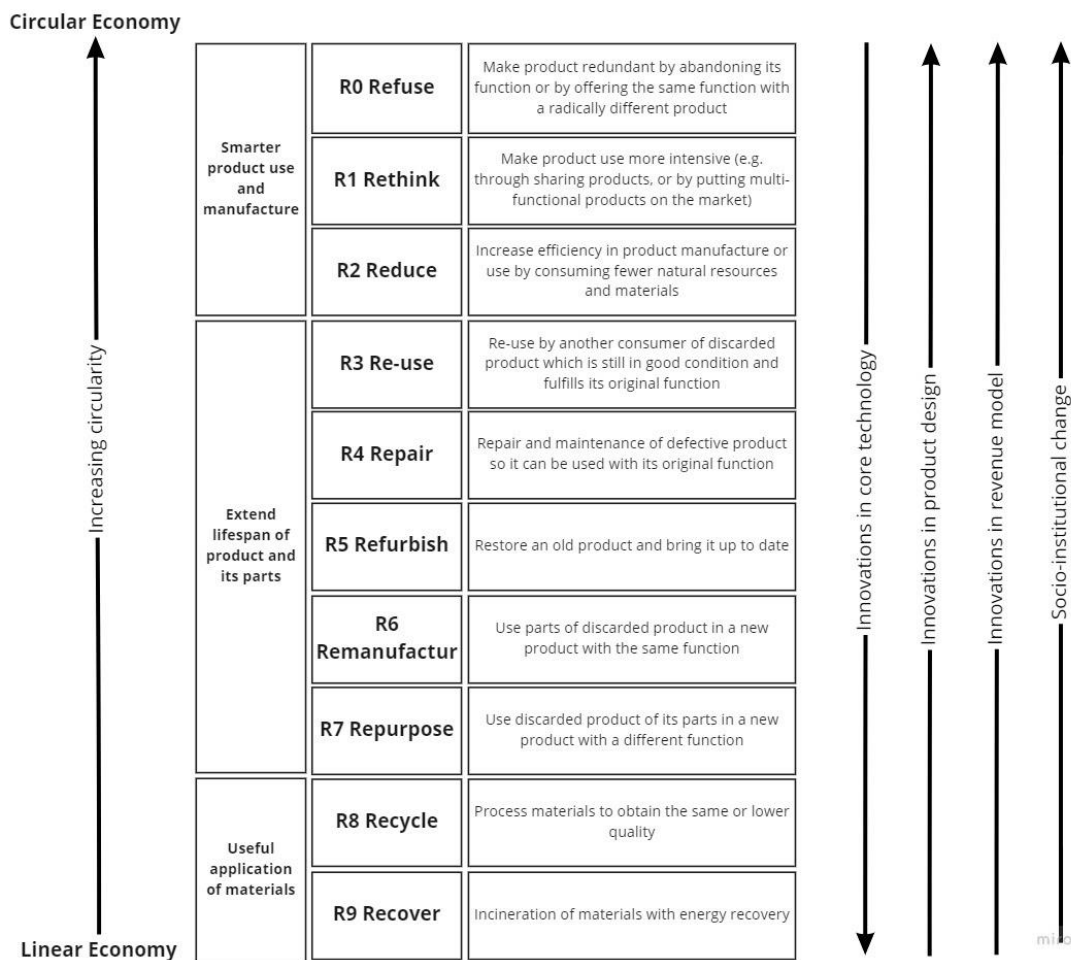 Circular Economy
Increasing circularity
Linear Economy
Smarter
product use
and
manufacture
R0 Refuse
Make product redundant by abandoning its
function or by offering the same function with
a radically different product
R1 Rethink
Make product use more intensive (e.g.
through sharing products, or by putting multi-
functional products on the market)
R2 Reduce
Increase efficiency in product manufacture or
use by consuming fewer natural resources
and materials
Extend
lifespan of
product and
its parts
R3 Re-use
Re-use by another consumer of discarded
product which is still in good condition and
fulfills its original function
R4 Repair
Repair and maintenance of defective product
so it can be used with its original function
R5 Refurbish
Restore an old product and bring it up to date
R6
Remanufactur
Use parts of discarded product in a new
product with the same function
R7 Repurpose
Use discarded product of its parts in a new
product with a different function
Useful
application
of materials
R8 Recycle
Process materials to obtain the same or lower
quality
R9 Recover
Incineration of materials with energy recovery
Innovations in core technology
Innovations in product design
Innovations in revenue model
Socio-institutional change
miro